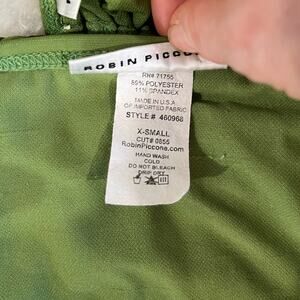 ROBIN PICCONE
RN# 71755
89% POLYESTER
11% SPANDEX
MADE IN U.S.A.
OF IMPORTED FABRIC
STYLE # 460968
X-SMALL
CUT# 0855
RobinPiccone.com
HAND WASH
COLD
DO NOT BLEACH
DRIP DRY